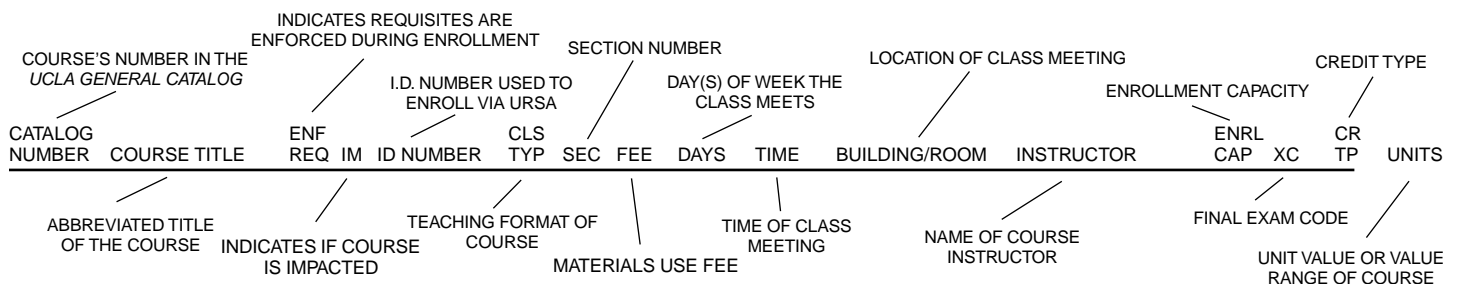 INDICATES REQUISITES ARE
ENFORCED DURING ENROLLMENT
COURSE'S NUMBER IN THE
UCLA GENERAL CATALOG
I.D. NUMBER USED TO
ENROLL VIA URSA
SECTION NUMBER
DAY(S) OF WEEK THE
CLASS MEETS
LOCATION OF CLASS MEETING
ENROLLMENT CAPACITY
CREDIT TYPE
CATALOG ENF CLS ENRL CR
NUMBER COURSE TITLE REQ IM ID NUMBER TYP SEC FEE DAYS TIME BUILDING/ROOM INSTRUCTOR CAP XC TP UNITS
ABBREVIATED TITLE
OF THE COURSE
INDICATES IF COURSE
IS IMPACTED
TEACHING FORMAT OF
COURSE
MATERIALS USE FEE
TIME OF CLASS
MEETING
NAME OF COURSE
INSTRUCTOR
FINAL EXAM CODE
UNIT VALUE OR VALUE
RANGE OF COURSE